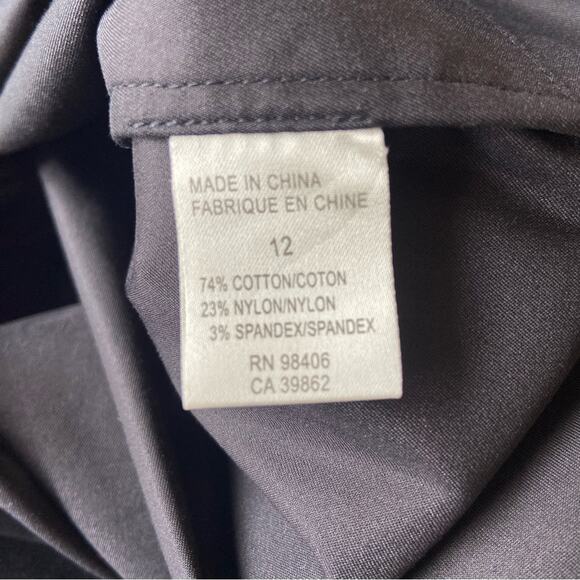 MADE IN CHINA
FABRIQUE EN CHINE
12
74% COTTON/COTON
23% NYLON/NYLON
3% SPANDEX/SPANDEX
RN 98406
CA 39862